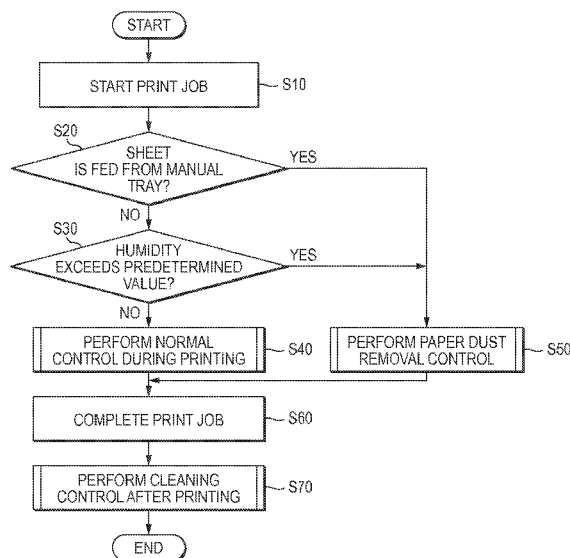 START
START PRINT JOB
S10
S20
SHEET
IS FED FROM MANUAL
TRAY?
YES
NO
S30
HUMIDITY
EXCEEDS PREDETERMINED
VALUE?
YES
NO
PERFORM NORMAL
CONTROL DURING PRINTING
S40
PERFORM PAPER DUST
REMOVAL CONTROL
S50
COMPLETE PRINT JOB
S60
PERFORM CLEANING
CONTROL AFTER PRINTING
S70
END